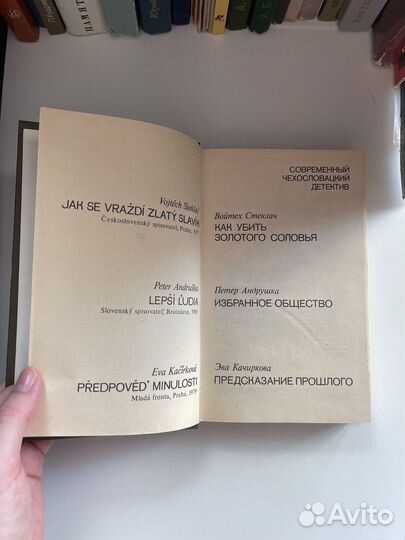 ПАМЯТ
Vojtěch Steklač
JAK SE VRAŽDÍ ZLATÝ SLAVÍK
Československý spisovatel, Praha,
Peter Andruška
LEPŠÍ ĽUDIA
Slovenský spisovateľ, Bratislava,
Eva Kačírková
PŘEDPOVĚĎ MINULOSTI
Mladá fronta, Praha, 1979
СОВРЕМЕННЫЙ
ЧЕХОСЛОВАЦКИЙ
ДЕТЕКТИВ
Войтех Стеклач
КАК УБИТЬ
ЗОЛОТОГО СОЛОВЬЯ
Петер Андрушка
ИЗБРАННОЕ ОБЩЕСТВО
Эва Качиркова
ПРЕДСКАЗАНИЕ ПРОШЛОГО
Avito